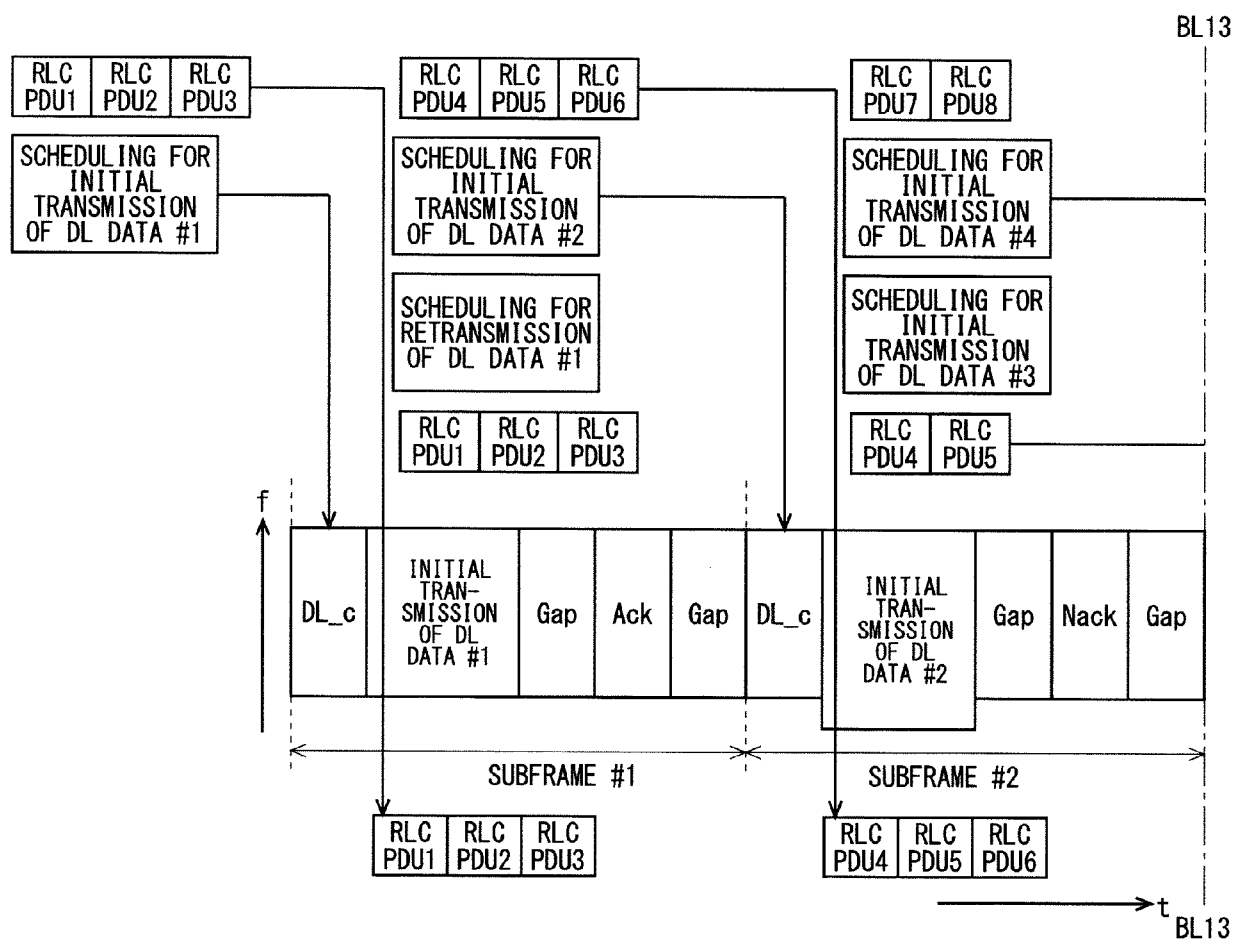 BL13
RLC PDU1 RLC PDU2 RLC PDU3
RLC PDU4 RLC PDU5 RLC PDU6
RLC PDU7 RLC PDU8
SCHEDULING FOR
INITIAL
TRANSMISSION
OF DL DATA #1
SCHEDULING FOR
INITIAL
TRANSMISSION
OF DL DATA #2
SCHEDULING FOR
INITIAL
TRANSMISSION
OF DL DATA #4
SCHEDULING FOR
RETRANSMISSION
OF DL DATA #1
SCHEDULING FOR
INITIAL
TRANSMISSION
OF DL DATA #3
RLC PDU1 RLC PDU2 RLC PDU3
RLC PDU4 RLC PDU5
f
DL_c
INITIAL
TRAN-
SMISSION
OF DL
DATA #1
Gap
Ack
Gap
DL_c
INITIAL
TRAN-
SMISSION
OF DL
DATA #2
Gap
Nack
Gap
SUBFRAME #1
SUBFRAME #2
RLC PDU1 RLC PDU2 RLC PDU3
RLC PDU4 RLC PDU5 RLC PDU6
t
BL13